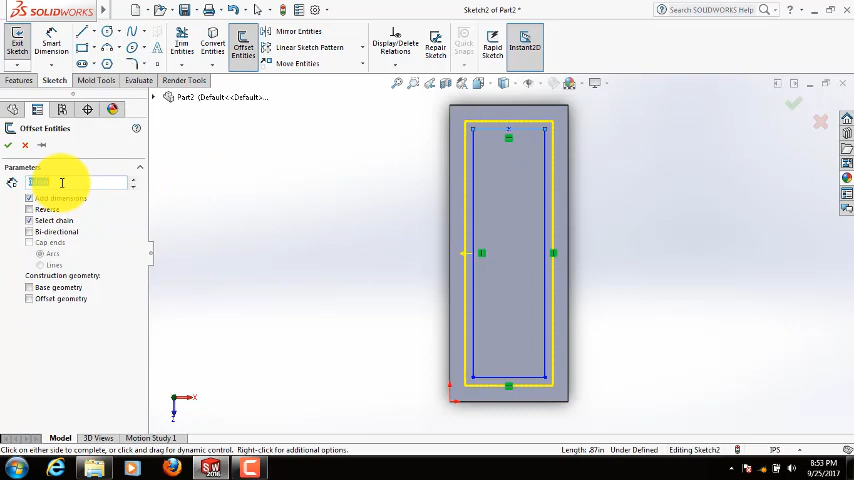 SOLIDWORKS
Sketch2 of Part2 *
Search SOLIDWORKS Help
Exit Sketch
Smart Dimension
Trim Entities
Convert Entities
Offset Entities
Mirror Entities
Linear Sketch Pattern
Move Entities
Display/Delete Relations
Repair Sketch
Quick Snaps
Rapid Sketch
Instant2D
Features
Sketch
Mold Tools
Evaluate
Render Tools
Part2 (Default<<Default>...
Offset Entities
Parameters
Add dimensions
Reverse
Select chain
Bi-directional
Cap ends
Arcs
Lines
Construction geometry:
Base geometry
Offset geometry
X
Z
Model
3D Views
Motion Study 1
Click on either side to confirm, or click and drag for dynamic control. Right-click for additional options.
Length: .87in
Under Defined
Editing Sketch2
IPS
8:53 PM
9/25/2017